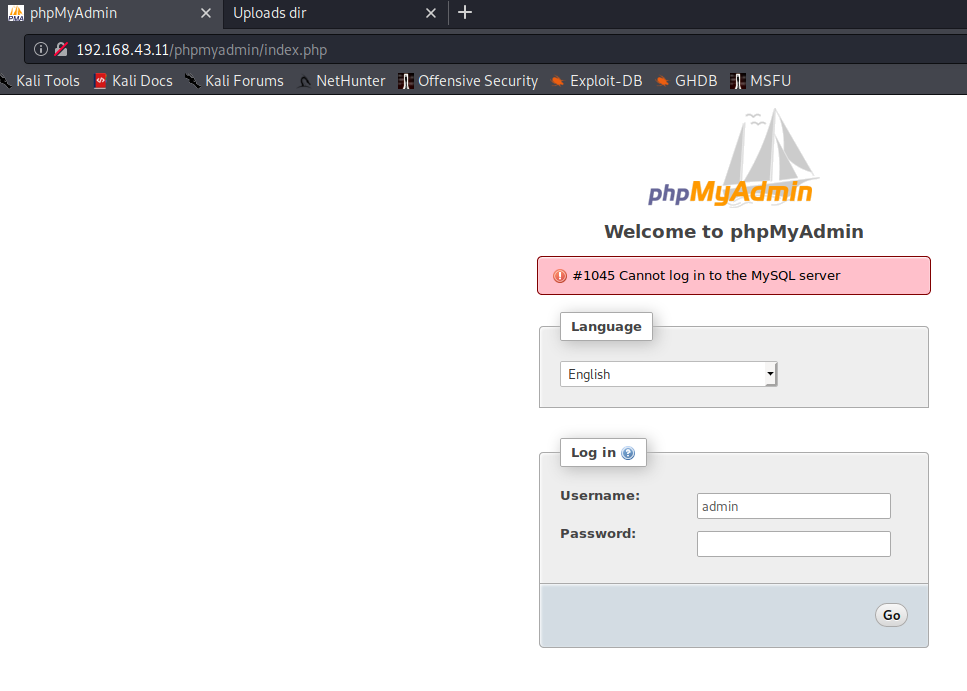 phpMyAdmin
Uploads dir
192.168.43.11/phpmyadmin/index.php
Kali Tools Kali Docs Kali Forums NetHunter Offensive Security Exploit-DB GHDB MSFU
phpMyAdmin
Welcome to phpMyAdmin
#1045 Cannot log in to the MySQL server
Language
English
Log in
Username: admin
Password:
Go